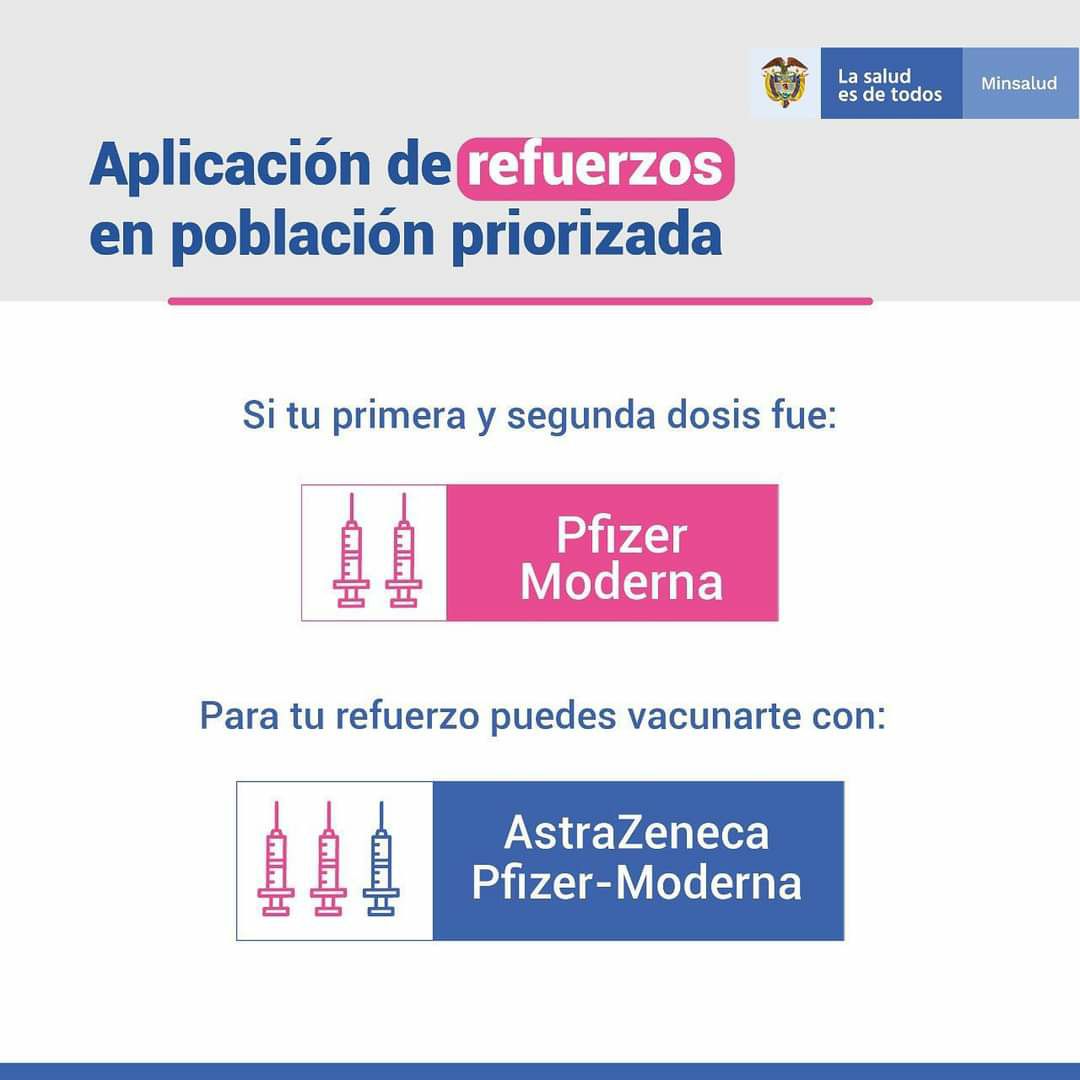 La salud
es de todos
Minsalud
Aplicación de refuerzos
en población priorizada
Si tu primera y segunda dosis fue:
Pfizer
Moderna
Para tu refuerzo puedes vacunarte con:
AstraZeneca
Pfizer-Moderna